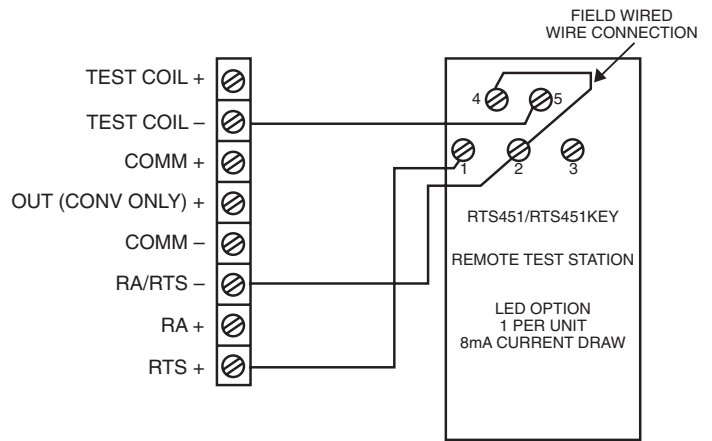 FIELD WIRED
WIRE CONNECTION
TEST COIL +
TEST COIL –
COMM +
OUT (CONV ONLY) +
COMM –
RA/RTS –
RA +
RTS +
4
5
1
2
3
RTS451/RTS451KEY
REMOTE TEST STATION
LED OPTION
1 PER UNIT
8mA CURRENT DRAW